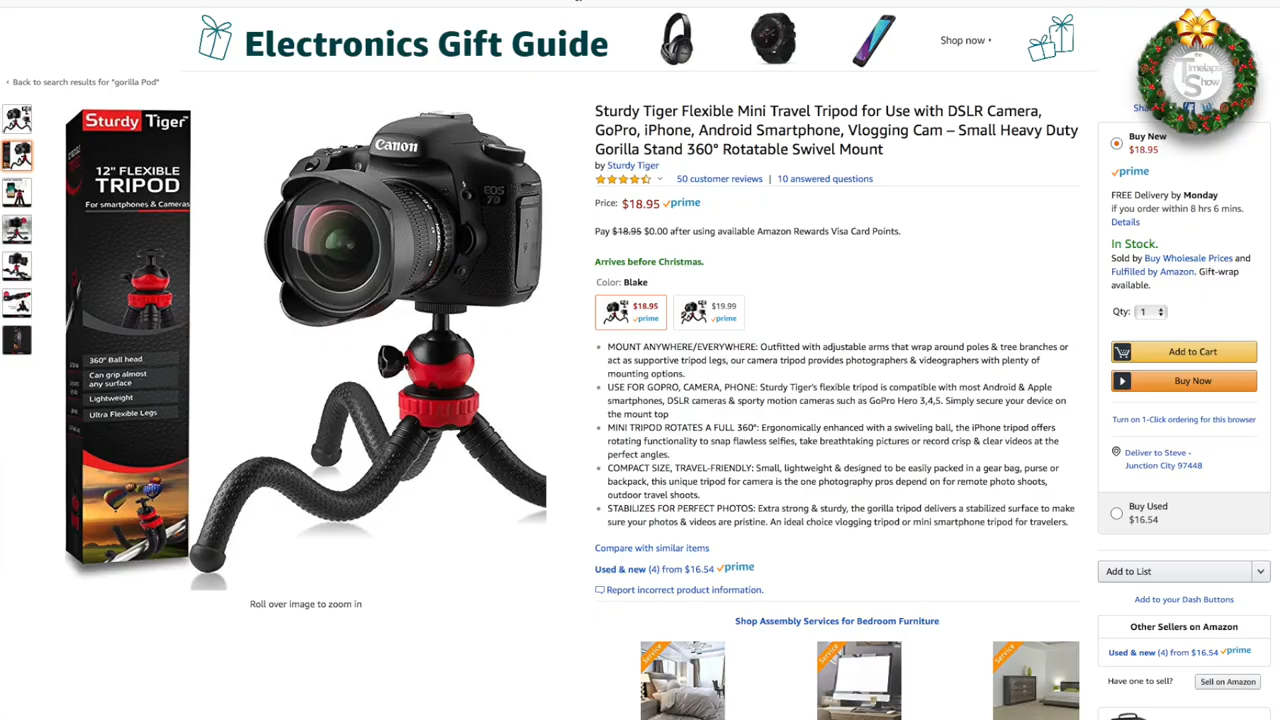 Electronics Gift Guide
Shop now ›
the
Timelapse
Show
‹ Back to search results for "gorilla Pod"
Sturdy Tiger™
12" FLEXIBLE
TRIPOD
For smartphones & Cameras
360° Ball head
Can grip almost
any surface
Lightweight
Ultra Flexible Legs
Canon
EOS
7D
Roll over image to zoom in
Sturdy Tiger Flexible Mini Travel Tripod for Use with DSLR Camera,
GoPro, iPhone, Android Smartphone, Vlogging Cam – Small Heavy Duty
Gorilla Stand 360° Rotatable Swivel Mount
by Sturdy Tiger
50 customer reviews | 10 answered questions
Price: $18.95 prime
Pay $18.95 $0.00 after using available Amazon Rewards Visa Card Points.
Arrives before Christmas.
Color: Blake
$18.95
prime
$19.99
prime
• MOUNT ANYWHERE/EVERYWHERE: Outfitted with adjustable arms that wrap around poles & tree branches or
act as supportive tripod legs, our camera tripod provides photographers & videographers with plenty of
mounting options.
• USE FOR GOPRO, CAMERA, PHONE: Sturdy Tiger's flexible tripod is compatible with most Android & Apple
smartphones, DSLR cameras & sporty motion cameras such as GoPro Hero 3,4,5. Simply secure your device on
the mount top
• MINI TRIPOD ROTATES A FULL 360°: Ergonomically enhanced with a swiveling ball, the iPhone tripod offers
rotating functionality to snap flawless selfies, take breathtaking pictures or record crisp & clear videos at the
perfect angles.
• COMPACT SIZE, TRAVEL-FRIENDLY: Small, lightweight & designed to be easily packed in a gear bag, purse or
backpack, this unique tripod for camera is the one photography pros depend on for remote photo shoots,
outdoor travel shoots.
• STABILIZES FOR PERFECT PHOTOS: Extra strong & sturdy, the gorilla tripod delivers a stabilized surface to make
sure your photos & videos are pristine. An ideal choice vlogging tripod or mini smartphone tripod for travelers.
Compare with similar items
Used & new (4) from $16.54 prime
Report incorrect product information.
Shop Assembly Services for Bedroom Furniture
Service
Service
Service
Buy New
$18.95
prime
FREE Delivery by Monday
if you order within 8 hrs 6 mins.
Details
In Stock.
Sold by Buy Wholesale Prices and
Fulfilled by Amazon. Gift-wrap
available.
Qty: 1
Add to Cart
Buy Now
Turn on 1-Click ordering for this browser
Deliver to Steve -
Junction City 97448
Buy Used
$16.54
Add to List
Add to your Dash Buttons
Other Sellers on Amazon
Used & new (4) from $16.54 prime
Have one to sell? Sell on Amazon